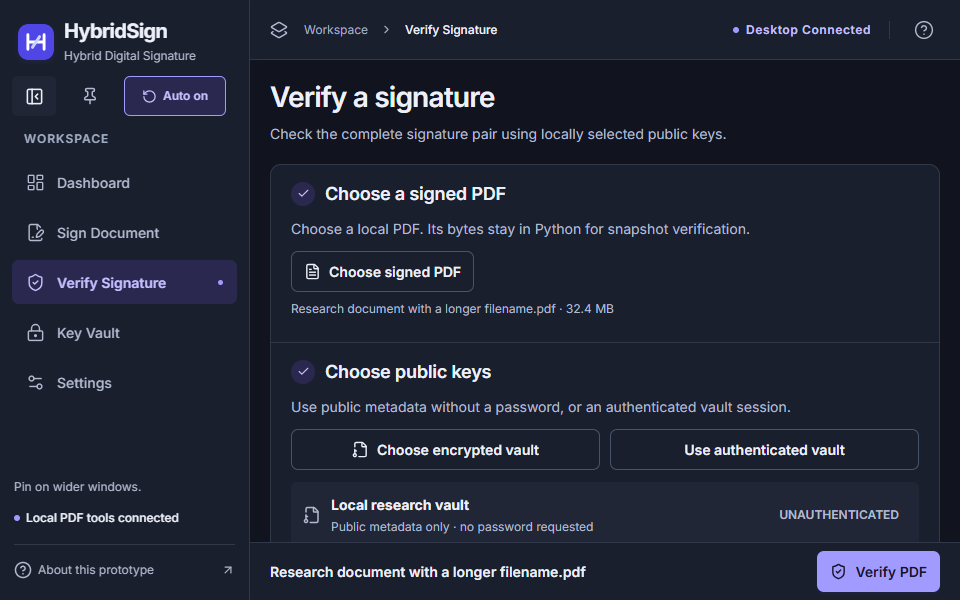 HybridSign
Hybrid Digital Signature
Auto on
WORKSPACE
Dashboard
Sign Document
Verify Signature
Key Vault
Settings
Pin on wider windows.
Local PDF tools connected
About this prototype
Workspace
Verify Signature
Desktop Connected
Verify a signature
Check the complete signature pair using locally selected public keys.
Choose a signed PDF
Choose a local PDF. Its bytes stay in Python for snapshot verification.
Choose signed PDF
Research document with a longer filename.pdf · 32.4 MB
Choose public keys
Use public metadata without a password, or an authenticated vault session.
Choose encrypted vault
Use authenticated vault
Local research vault
Public metadata only · no password requested
UNAUTHENTICATED
Research document with a longer filename.pdf
Verify PDF